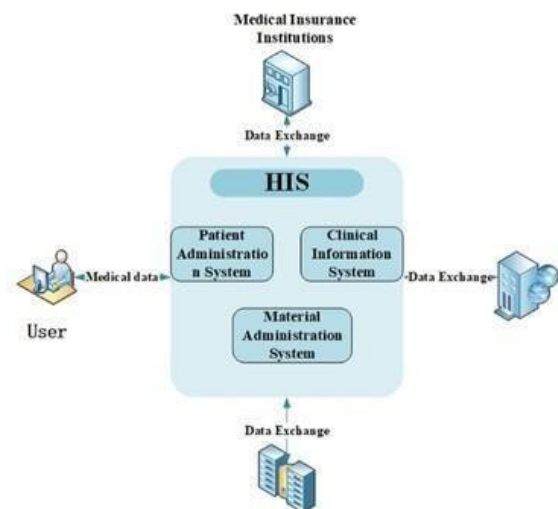 Medical Insurance
Institutions
Data Exchange
HIS
Patient
Administratio
n System
Clinical
Information
System
Medical data
Data Exchange
User
Material
Administration
System
Data Exchange